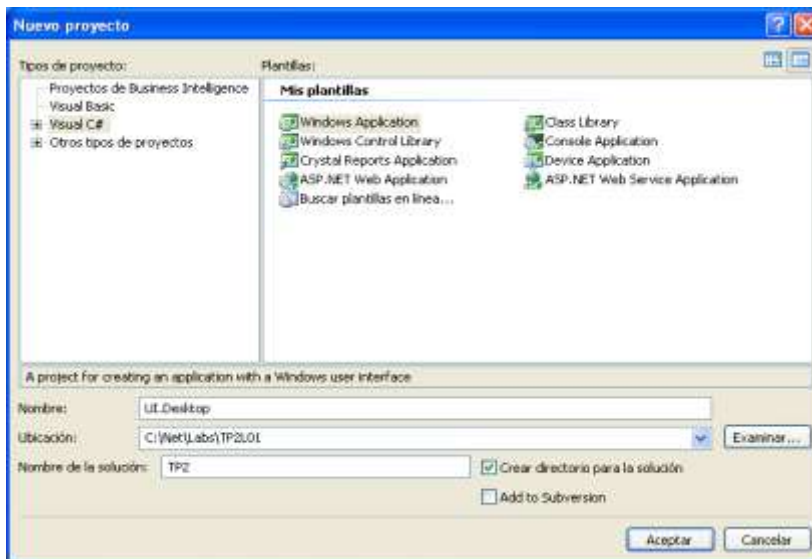 Nuevo proyecto
Tipos de proyecto:
Plantillas:
Proyectos de Business Intelligence
Visual Basic
Visual C#
Otros tipos de proyectos
Mis plantillas
Windows Application
Class Library
Windows Control Library
Console Application
Crystal Reports Application
Device Application
ASP.NET Web Application
ASP.NET Web Service Application
Buscar plantillas en línea...
A project for creating an application with a Windows user interface
Nombre:
UI.Desktop
Ubicación:
C:\Net\Labs\TP2L01
Examinar...
Nombre de la solución:
TP2
Crear directorio para la solución
Add to Subversion
Aceptar
Cancelar